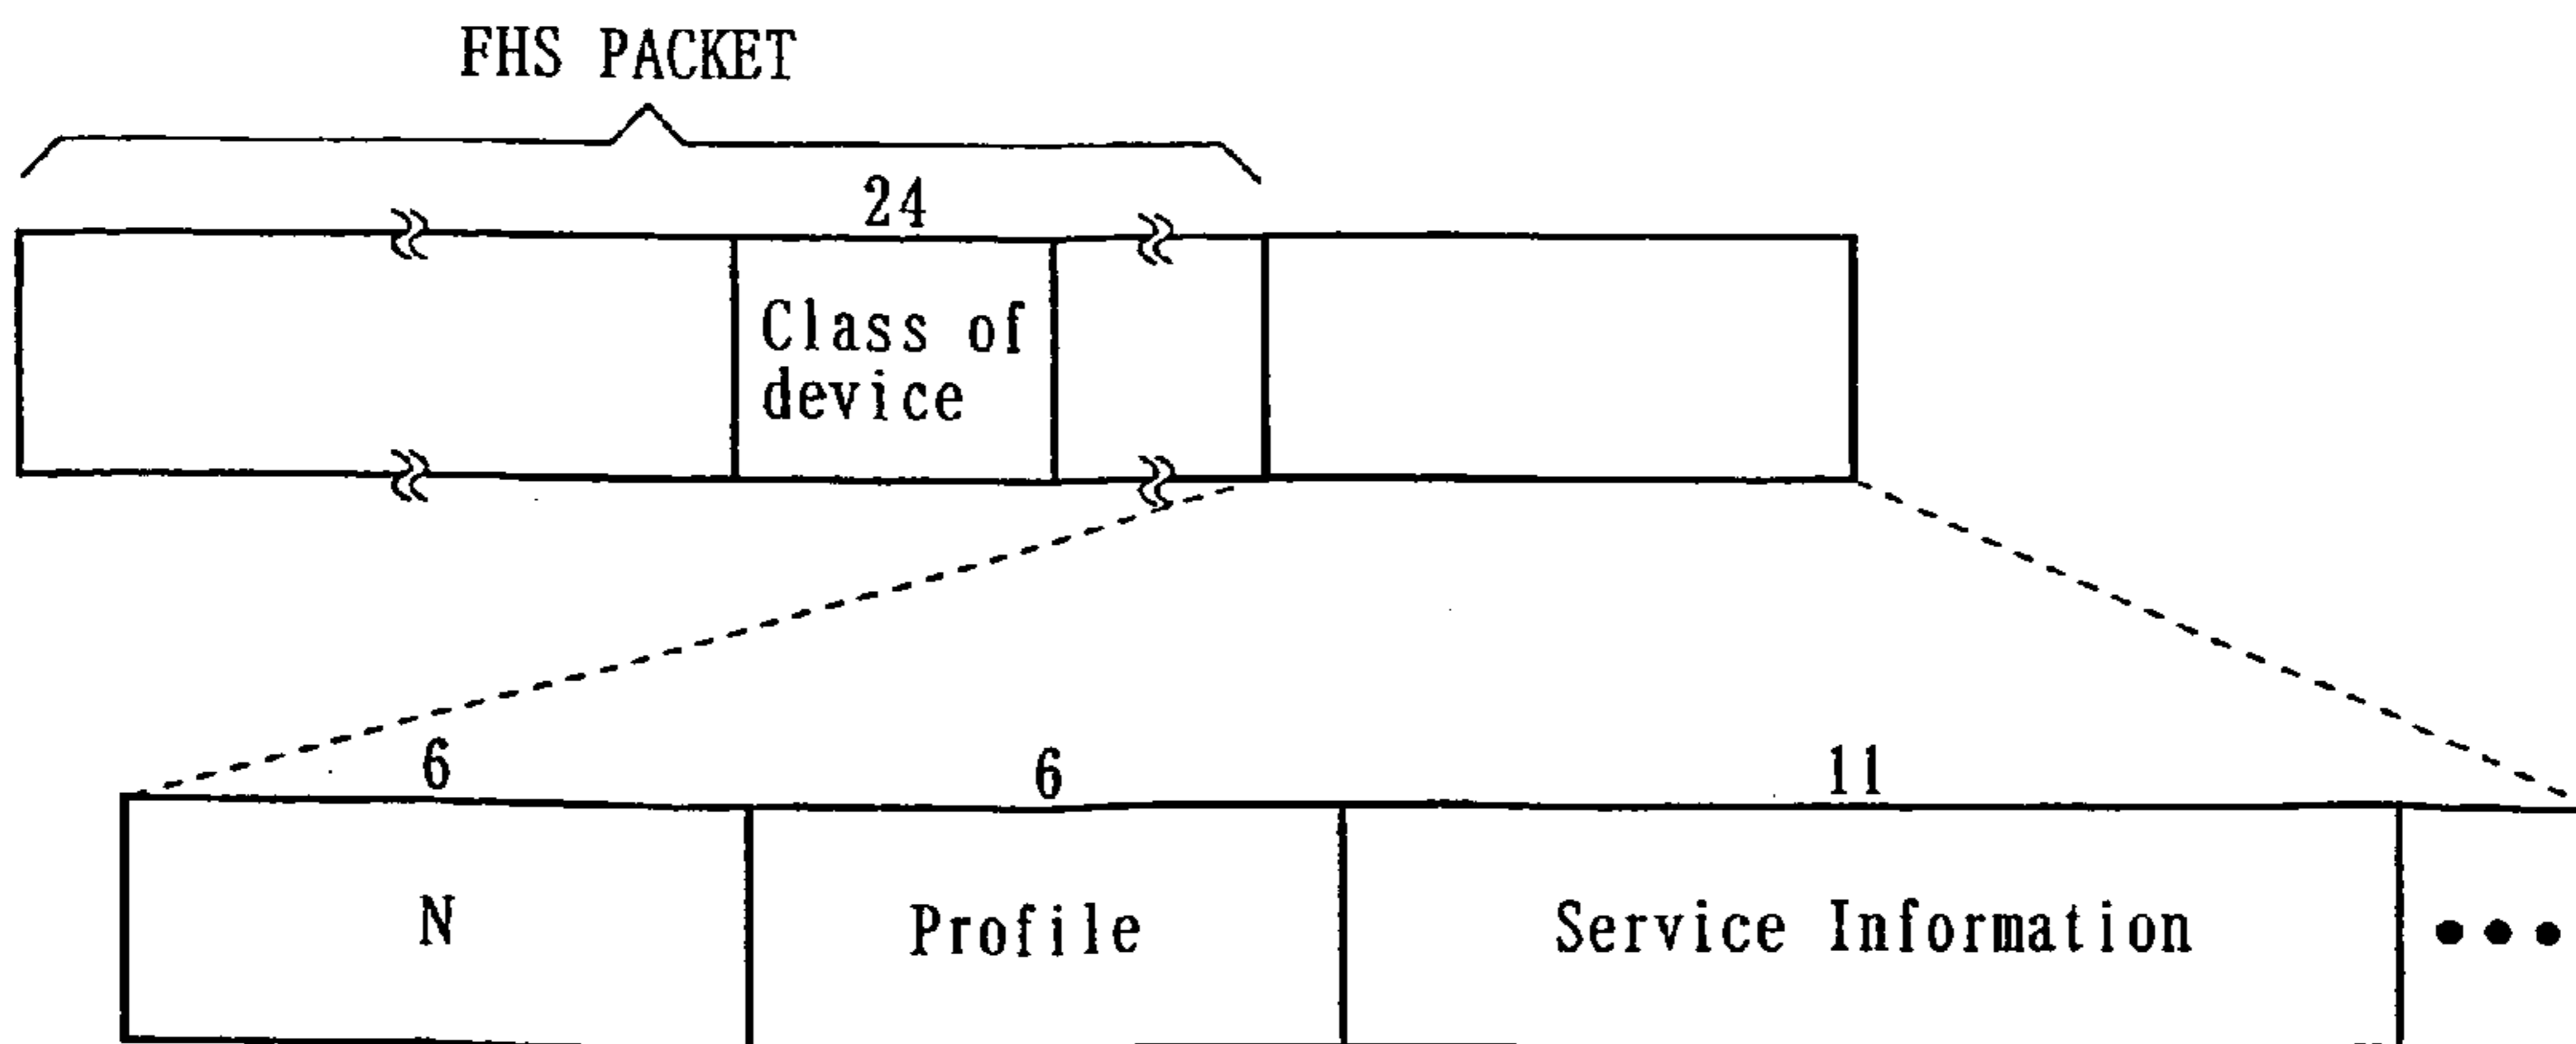 FHS PACKET
24
Class of
device
6
6
11
N
Profile
Service Information
•••